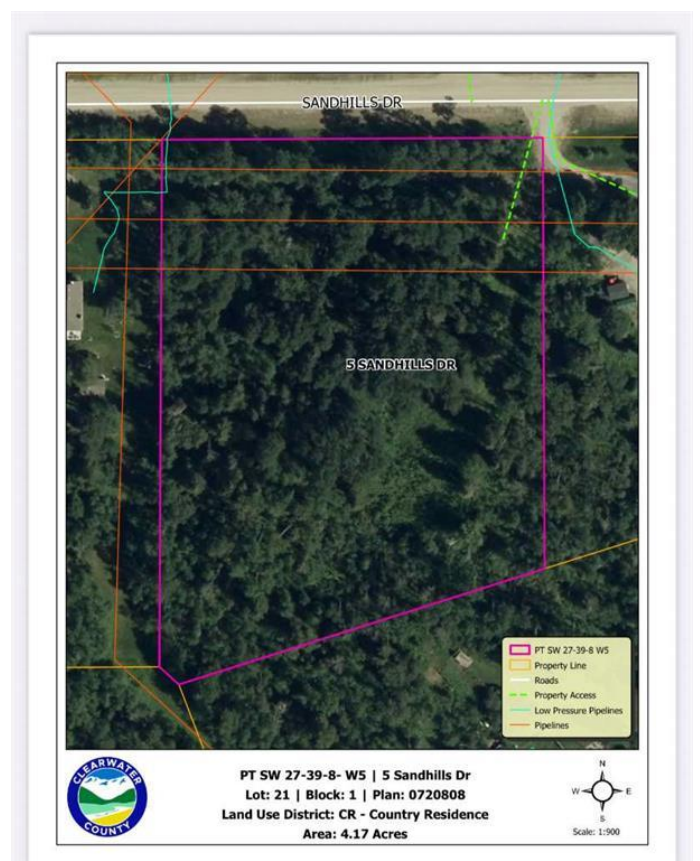 SANDHILLS DR
5 SANDHILLS DR
PT SW 27-39-8 W5
Property Line
Roads
Property Access
Low Pressure Pipelines
Pipelines
CLEARWATER
COUNTY
PT SW 27-39-8- W5 | 5 Sandhills Dr
Lot: 21 | Block: 1 | Plan: 0720808
Land Use District: CR - Country Residence
Area: 4.17 Acres
N
W
E
S
Scale: 1:900